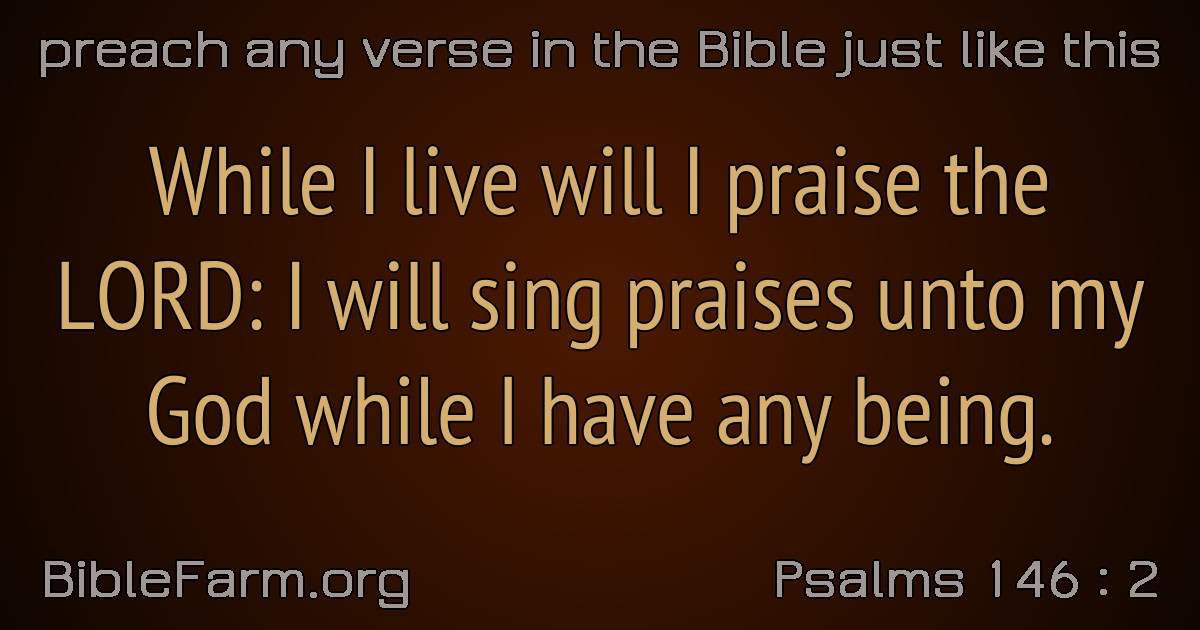 preach any verse in the Bible just like this
While I live will I praise the
LORD: I will sing praises unto my
God while I have any being.
BibleFarm.org
Psalms 146 : 2